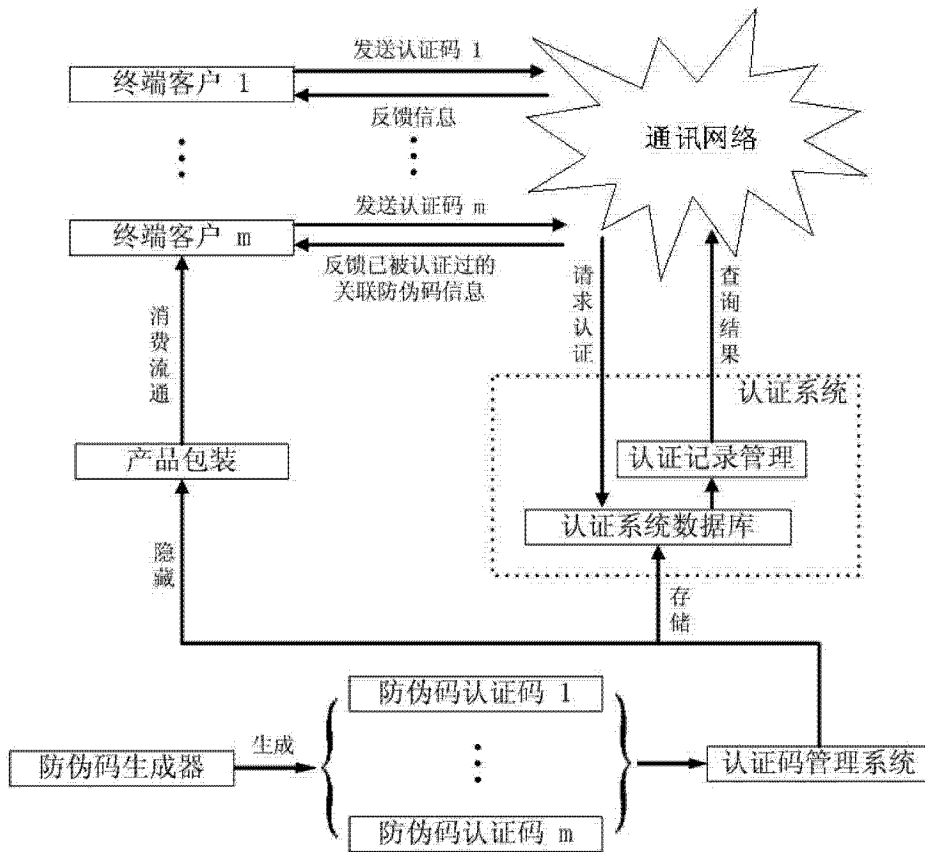 发送认证码 1
终端客户 1
反馈信息
通讯网络
发送认证码 m
终端客户 m
反馈已被认证过的
关联防伪码信息
消费流通
请求认证
查询结果
认证系统
产品包装
认证记录管理
认证系统数据库
隐藏
存储
防伪码认证码 1
生成
防伪码生成器
认证码管理系统
防伪码认证码 m